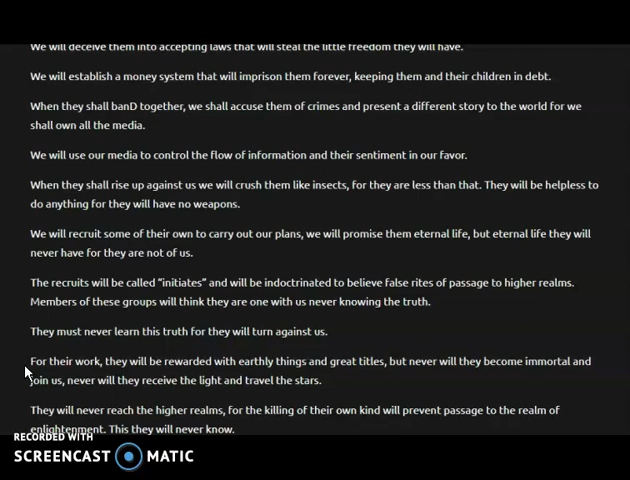 We will deceive them into accepting laws that will steal the little freedom they will have.
We will establish a money system that will imprison them forever, keeping them and their children in debt.
When they shall banD together, we shall accuse them of crimes and present a different story to the world for we
shall own all the media.
We will use our media to control the flow of information and their sentiment in our favor.
When they shall rise up against us we will crush them like insects, for they are less than that. They will be helpless to
do anything for they will have no weapons.
We will recruit some of their own to carry out our plans, we will promise them eternal life, but eternal life they will
never have for they are not of us.
The recruits will be called “initiates” and will be indoctrinated to believe false rites of passage to higher realms.
Members of these groups will think they are one with us never knowing the truth.
They must never learn this truth for they will turn against us.
For their work, they will be rewarded with earthly things and great titles, but never will they become immortal and
join us, never will they receive the light and travel the stars.
They will never reach the higher realms, for the killing of their own kind will prevent passage to the realm of
enlightenment. This they will never know.
RECORDED WITH
SCREENCAST MATIC